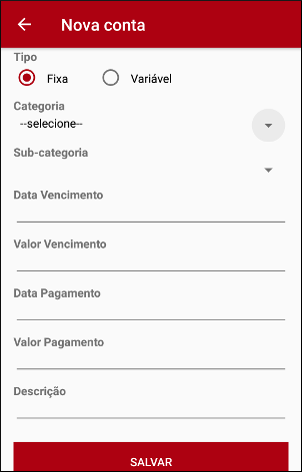 Nova conta
Tipo
Fixa Variável
Categoria
--selecione--
Sub-categoria
Data Vencimento
Valor Vencimento
Data Pagamento
Valor Pagamento
Descrição
SALVAR